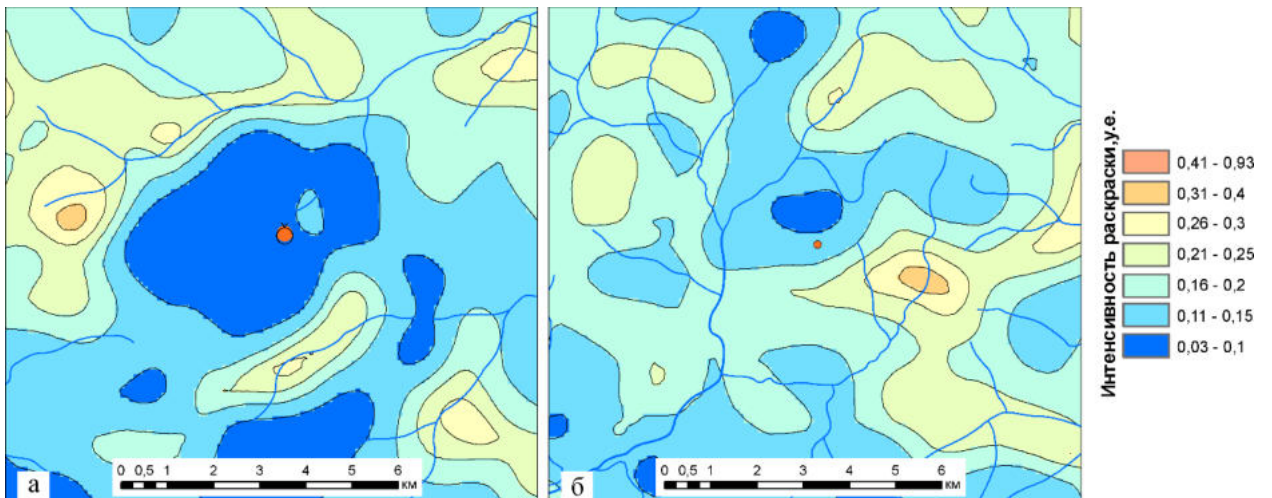 Интенсивность раскраски,у.е.
0,41 - 0,93
0,31 - 0,4
0,26 - 0,3
0,21 - 0,25
0,16 - 0,2
0,11 - 0,15
0,03 - 0,1
а
0 0,5 1 2 3 4 5 6
км
б
0 0,5 1 2 3 4 5 6
км